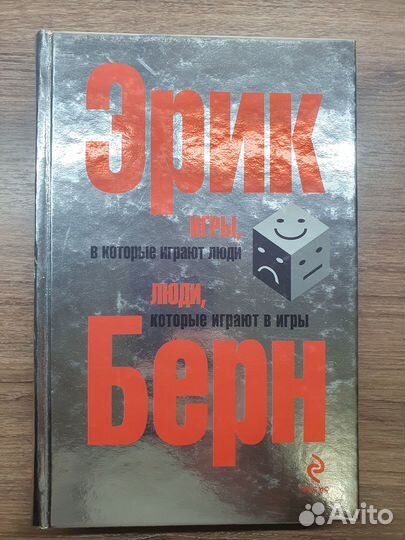 Эрик
игры,
в которые играют люди
люди,
которые играют в игры
Берн
Avito